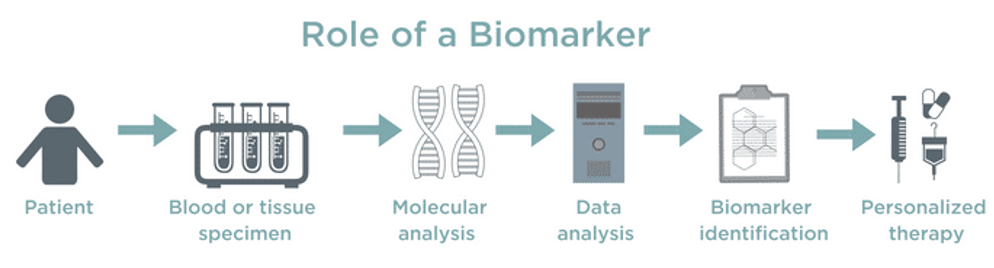 Role of a Biomarker
Patient
Blood or tissue
specimen
Molecular
analysis
Data
analysis
Biomarker
identification
Personalized
therapy